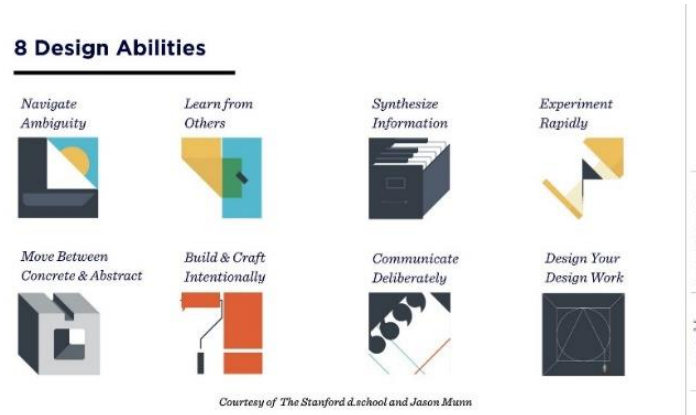 8 Design Abilities
Navigate
Ambiguity
Learn from
Others
Synthesize
Information
Experiment
Rapidly
Move Between
Concrete & Abstract
Build & Craft
Intentionally
Communicate
Deliberately
Design Your
Design Work
Courtesy of The Stanford d.school and Jason Munn